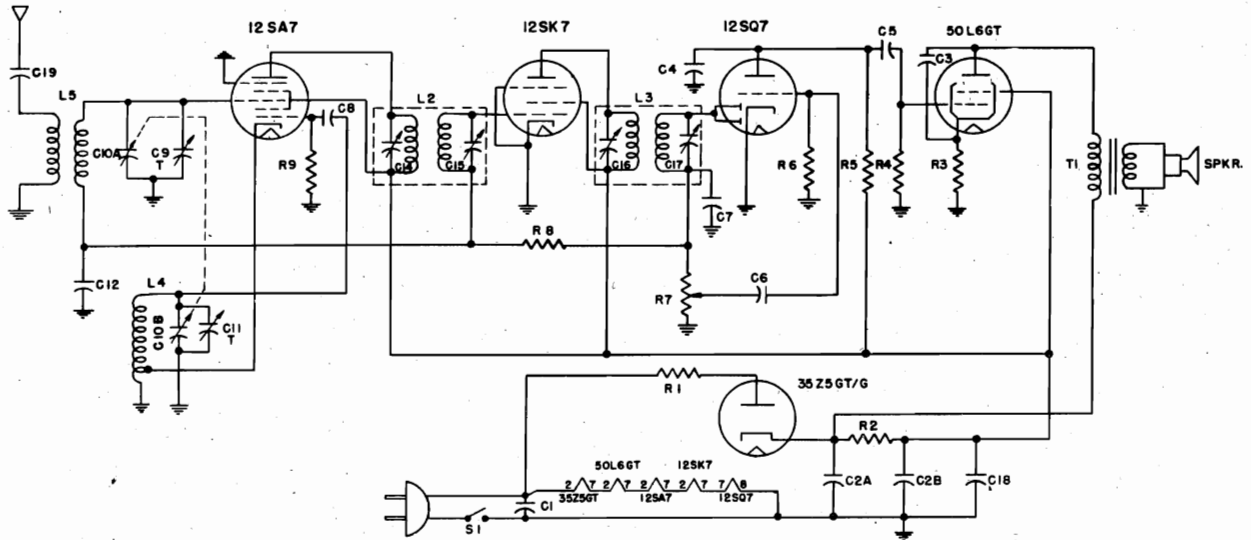 12SA7
12SK7
12SQ7
50L6GT
C19
L5
C10A
C9
T
C8
R9
L2
C14
C15
L3
C16
C17
C4
C7
R6
R5
C5
R4
C3
R3
T1
SPKR.
R8
C12
L4
C10B
C11
T
R7
C6
R1
35Z5GT/G
R2
50L6GT
12SK7
2 7 2 7 2 7 2 7 7 8
35Z5GT
12SA7
12SQ7
C1
S1
C2A
C2B
C18